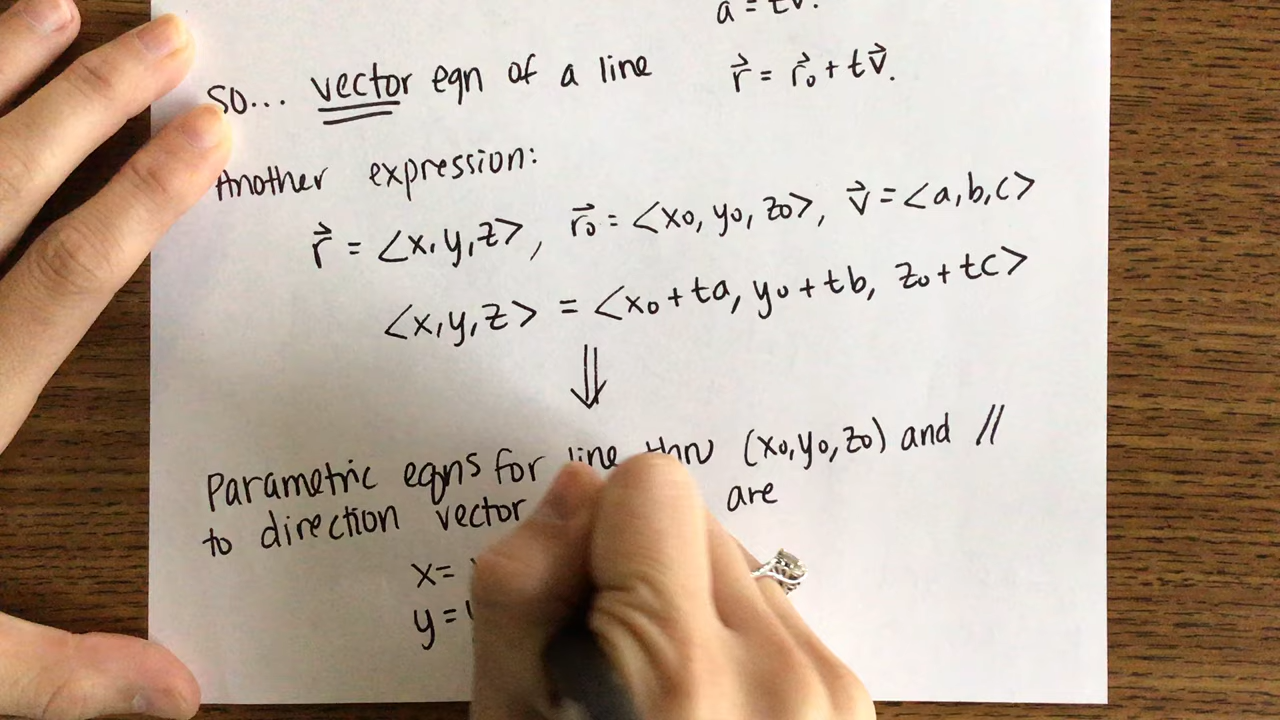 a = tv.
So... vector eqn of a line r⃗ = r⃗₀ + tv⃗.
Another expression:
r⃗ = <x,y,z>, r⃗₀ = <x₀, y₀, z₀>, v⃗ = <a,b,c>
<x,y,z> = <x₀+ta, y₀+tb, z₀+tc>
⇓
Parametric eqns for line thru (x₀,y₀,z₀) and //
to direction vector are
x=
y=